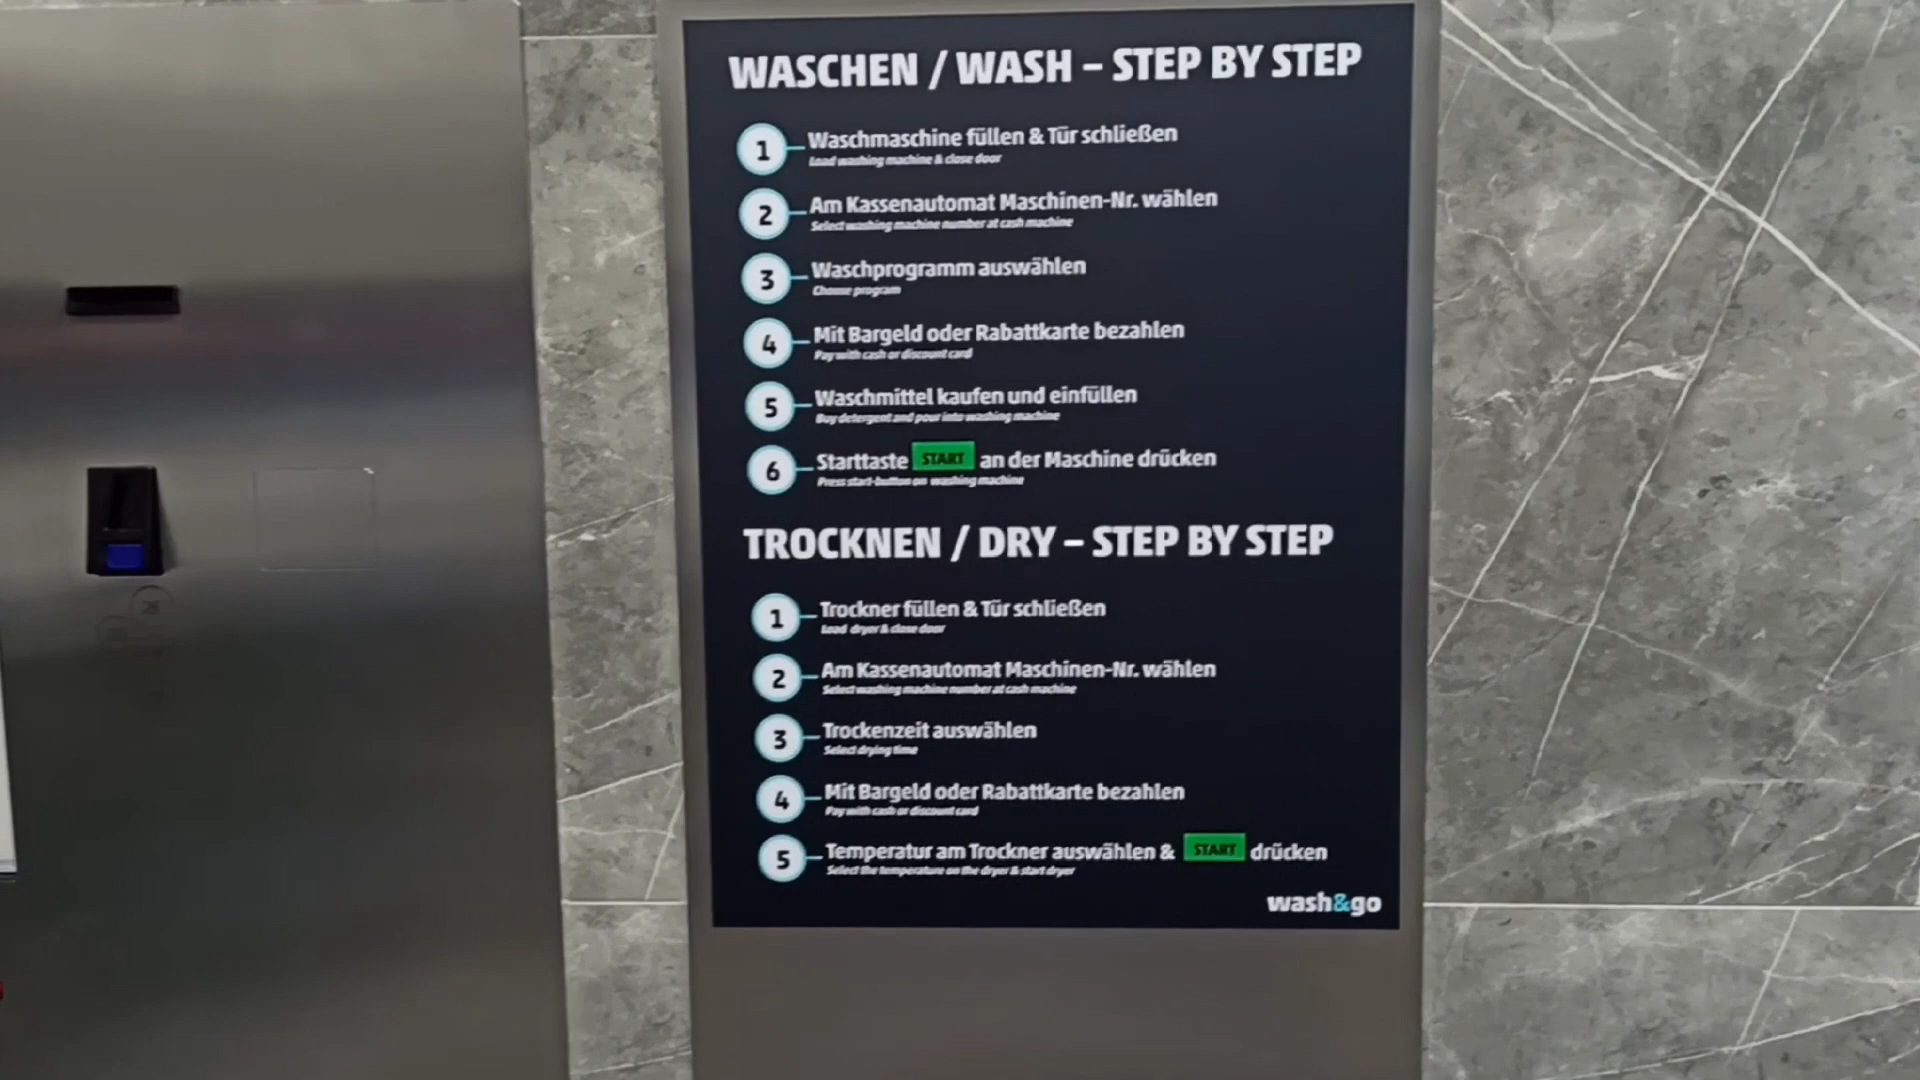 WASCHEN / WASH – STEP BY STEP
1 Waschmaschine füllen & Tür schließen
Load washing machine & close door
2 Am Kassenautomat Maschinen-Nr. wählen
Select washing machine number at cash machine
3 Waschprogramm auswählen
Choose program
4 Mit Bargeld oder Rabattkarte bezahlen
Pay with cash or discount card
5 Waschmittel kaufen und einfüllen
Buy detergent and pour into washing machine
6 Starttaste START an der Maschine drücken
Press start-button on washing machine
TROCKNEN / DRY – STEP BY STEP
1 Trockner füllen & Tür schließen
Load dryer & close door
2 Am Kassenautomat Maschinen-Nr. wählen
Select washing machine number at cash machine
3 Trockenzeit auswählen
Select drying time
4 Mit Bargeld oder Rabattkarte bezahlen
Pay with cash or discount card
5 Temperatur am Trockner auswählen & START drücken
Select the temperature on the dryer & start dryer
wash&go